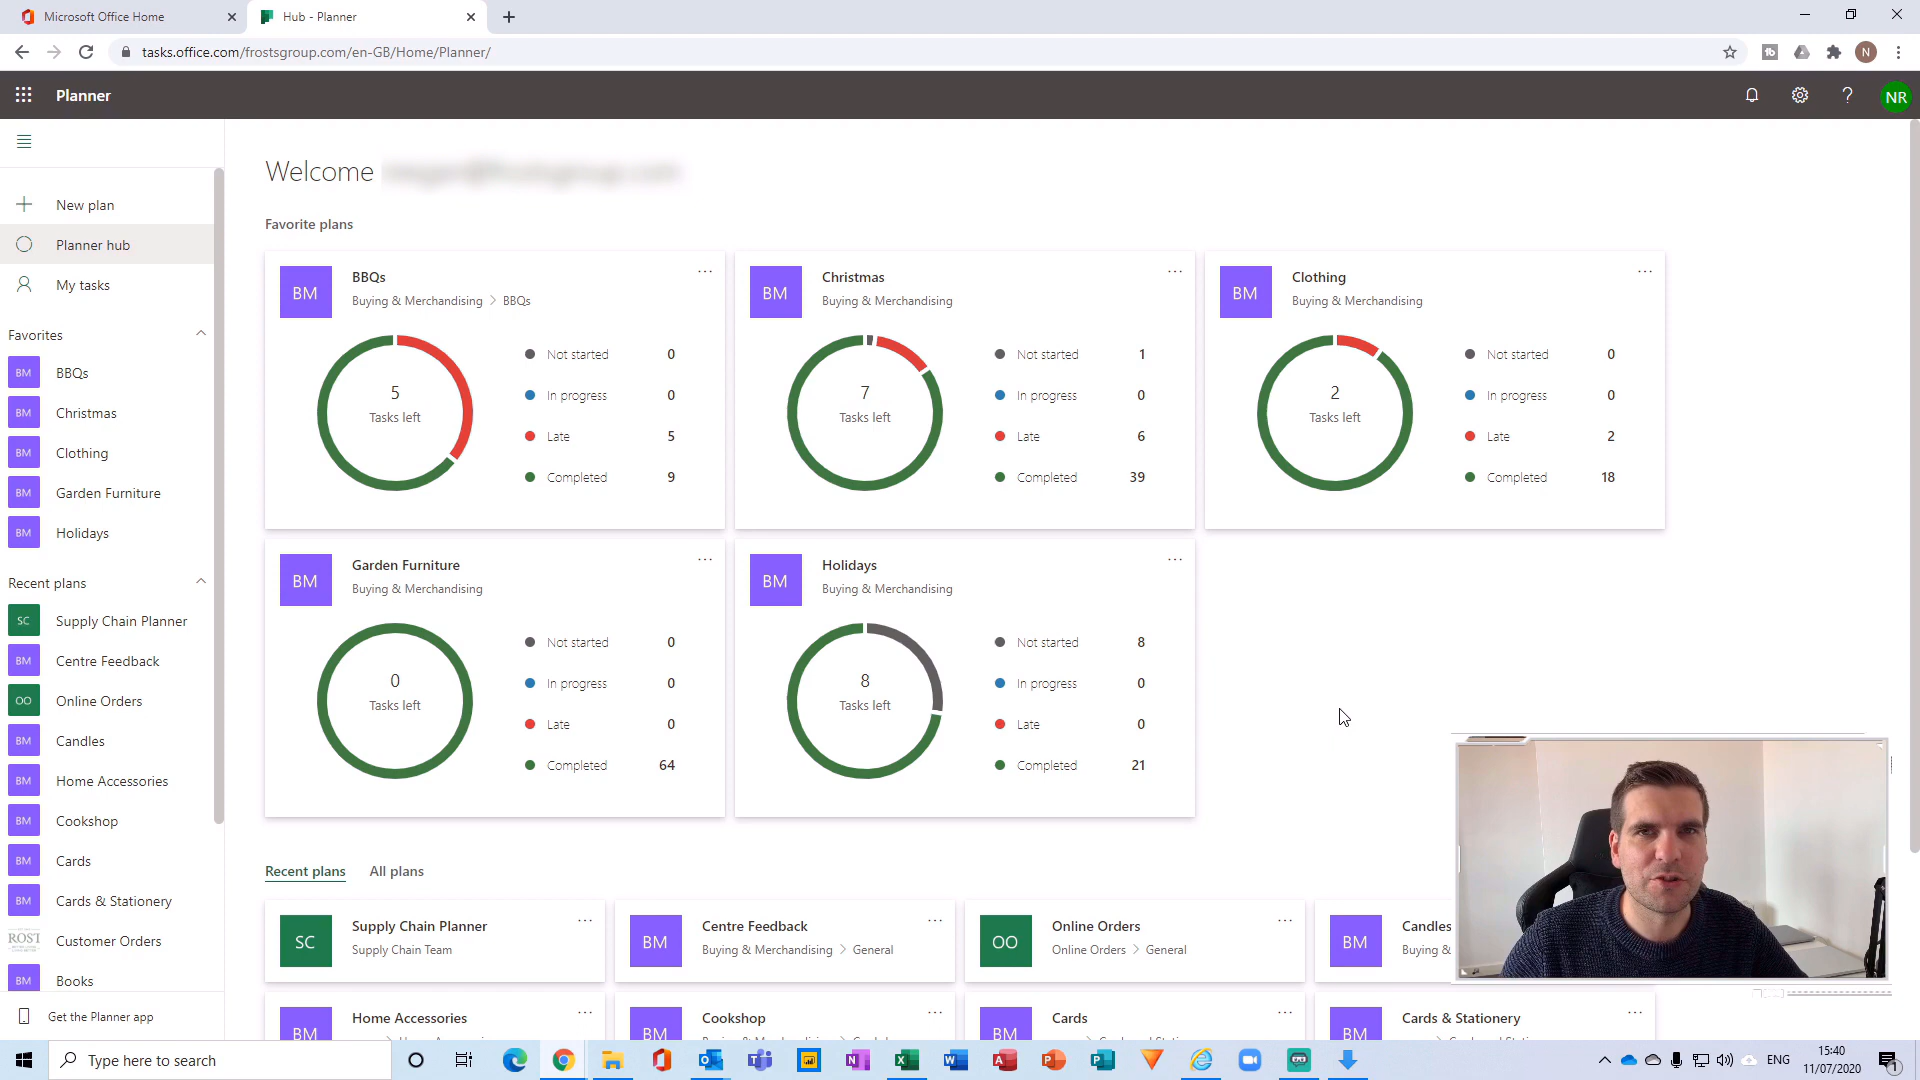 Microsoft Office Home
Hub - Planner
tasks.office.com/frostsgroup.com/en-GB/Home/Planner/
N
Planner
NR
New plan
Planner hub
My tasks
Favorites
BM BBQs
BM Christmas
BM Clothing
BM Garden Furniture
BM Holidays
Recent plans
SC Supply Chain Planner
BM Centre Feedback
OO Online Orders
BM Candles
BM Home Accessories
BM Cookshop
BM Cards
BM Cards & Stationery
ROST Customer Orders
BM Books
Get the Planner app
Welcome
Favorite plans
BM
BBQs
Buying & Merchandising > BBQs
5
Tasks left
Not started 0
In progress 0
Late 5
Completed 9
BM
Christmas
Buying & Merchandising
7
Tasks left
Not started 1
In progress 0
Late 6
Completed 39
BM
Clothing
Buying & Merchandising
2
Tasks left
Not started 0
In progress 0
Late 2
Completed 18
BM
Garden Furniture
Buying & Merchandising
0
Tasks left
Not started 0
In progress 0
Late 0
Completed 64
BM
Holidays
Buying & Merchandising
8
Tasks left
Not started 8
In progress 0
Late 0
Completed 21
Recent plans
All plans
SC
Supply Chain Planner
Supply Chain Team
BM
Centre Feedback
Buying & Merchandising > General
OO
Online Orders
Online Orders > General
BM
Candles
Buying &
BM
Home Accessories
BM
Cookshop
BM
Cards
BM
Cards & Stationery
Type here to search
ENG
15:40
11/07/2020
1